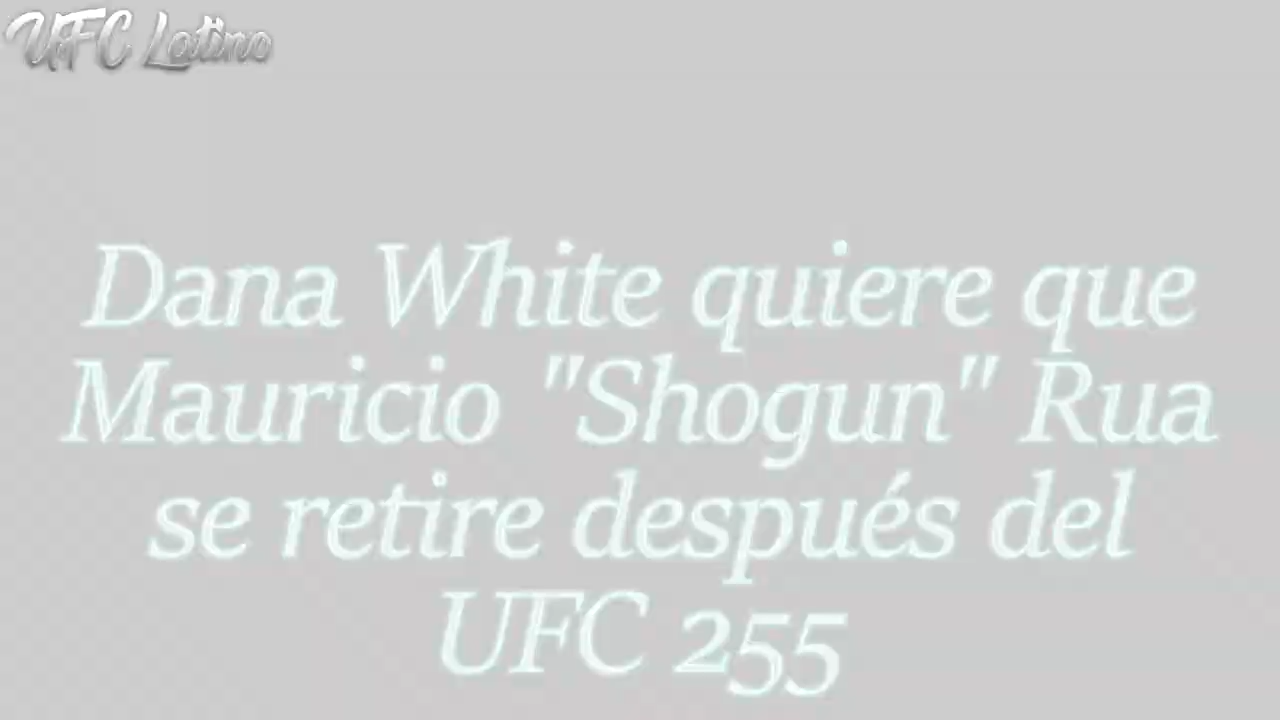 UFC Latino
Dana White quiere que
Mauricio "Shogun" Rua
se retire después del
UFC 255